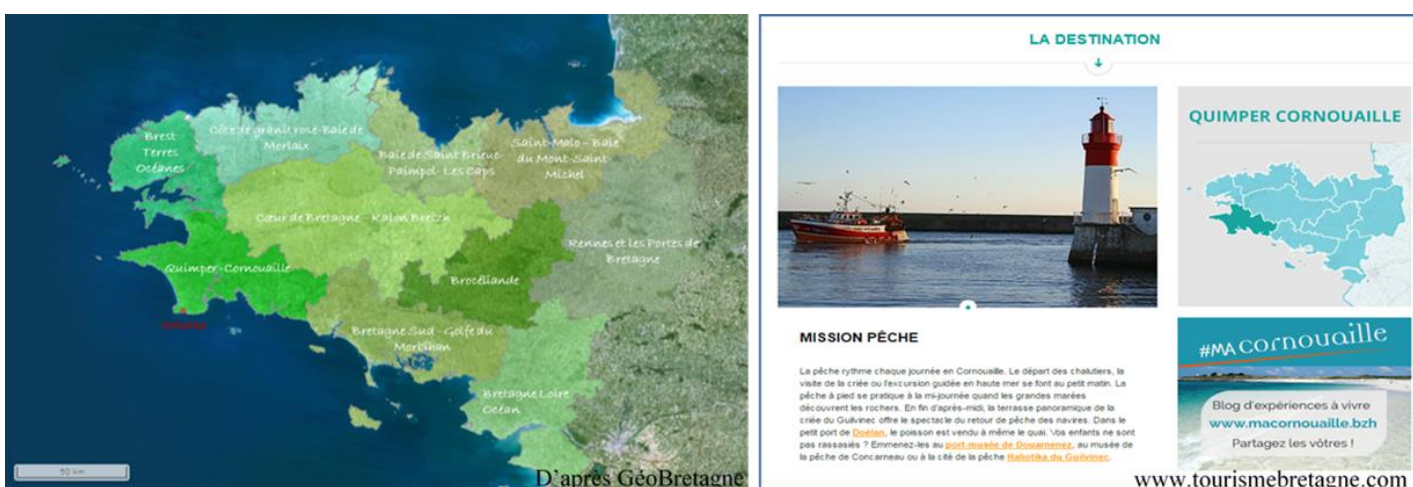 Brest
Terres
Océanes
Côte de granit rose-Baie de
Morlaix
Baie de Saint Brieuc-
Paimpol- Les Caps
Saint-Malo – Baie
du Mont-Saint-
Michel
Cœur de Bretagne – Kalon Breizh
Rennes et les Portes de
Bretagne
Quimper-Cornouaille
Brocéliande
Bretagne Sud –Golfe du
Morbihan
Bretagne Loire
Océan
50 km
D'après GéoBretagne
LA DESTINATION
QUIMPER CORNOUAILLE
MISSION PÊCHE
La pêche rythme chaque journée en Cornouaille. Le départ des chalutiers, la
visite de la criée ou l'excursion guidée en haute mer se font au petit matin. La
pêche à pied se pratique à la mi-journée quand les grandes marées
découvrent les rochers. En fin d'après-midi, la terrasse panoramique de la
criée du Guilvinec offre le spectacle du retour de pêche des navires. Dans le
petit port de Doëlan, le poisson est vendu à même le quai. Vos enfants ne sont
pas rassasiés ? Emmenez-les au port-musée de Douarnenez, au musée de
la pêche de Concarneau ou à la cité de la pêche Haliotika du Guilvinec.
#MA cornouaille
Blog d'expériences à vivre
www.macornouaille.bzh
Partagez les vôtres !
www.tourismebretagne.com